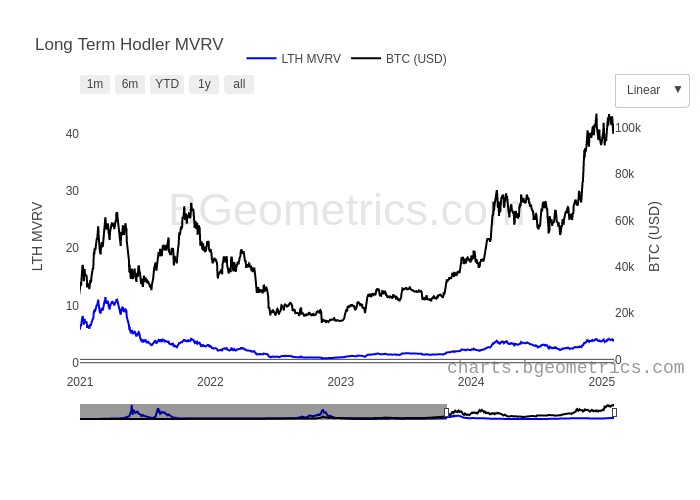 Long Term Hodler MVRV
LTH MVRV BTC (USD)
1m 6m YTD 1y all
Linear ▼
BGeometrics.com
LTH MVRV
40
30
20
10
0
100k
80k
60k
40k
20k
0
BTC (USD)
2021 2022 2023 2024 2025
charts.bgeometrics.com